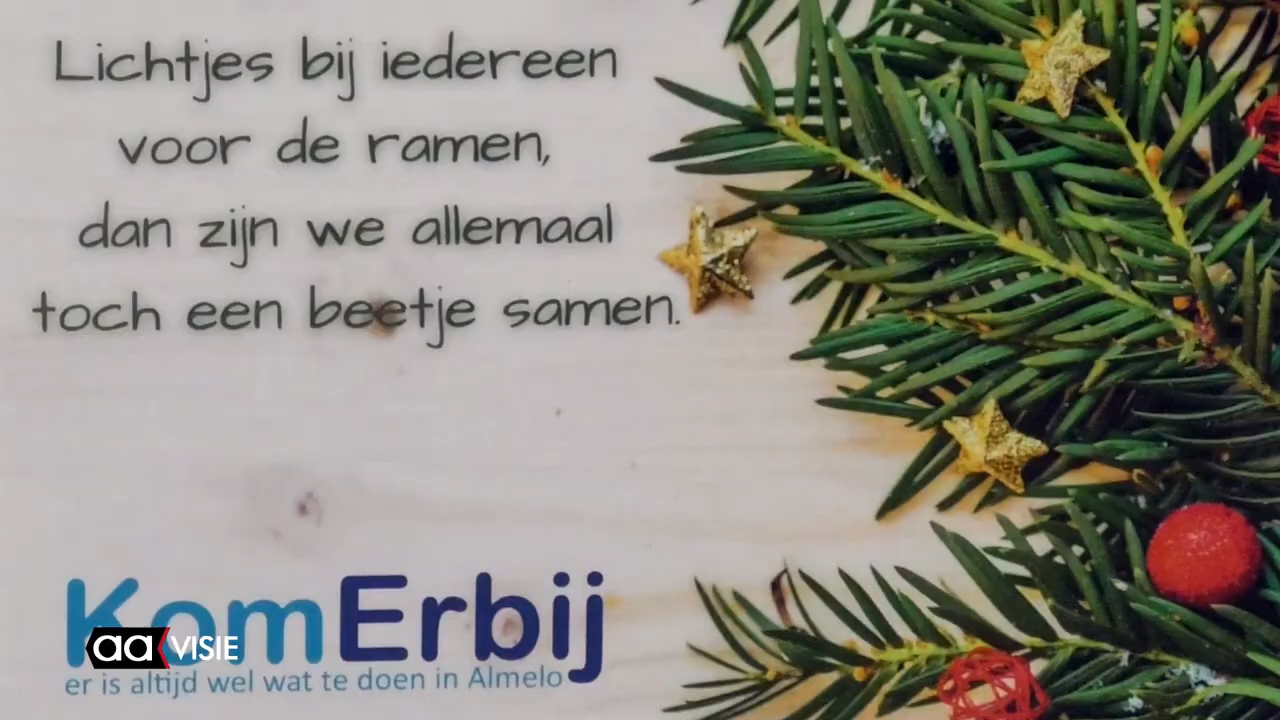 Lichtjes bij iedereen
voor de ramen,
dan zijn we allemaal
toch een beetje samen.
KomErbij
aa VISIE
er is altijd wel wat te doen in Almelo